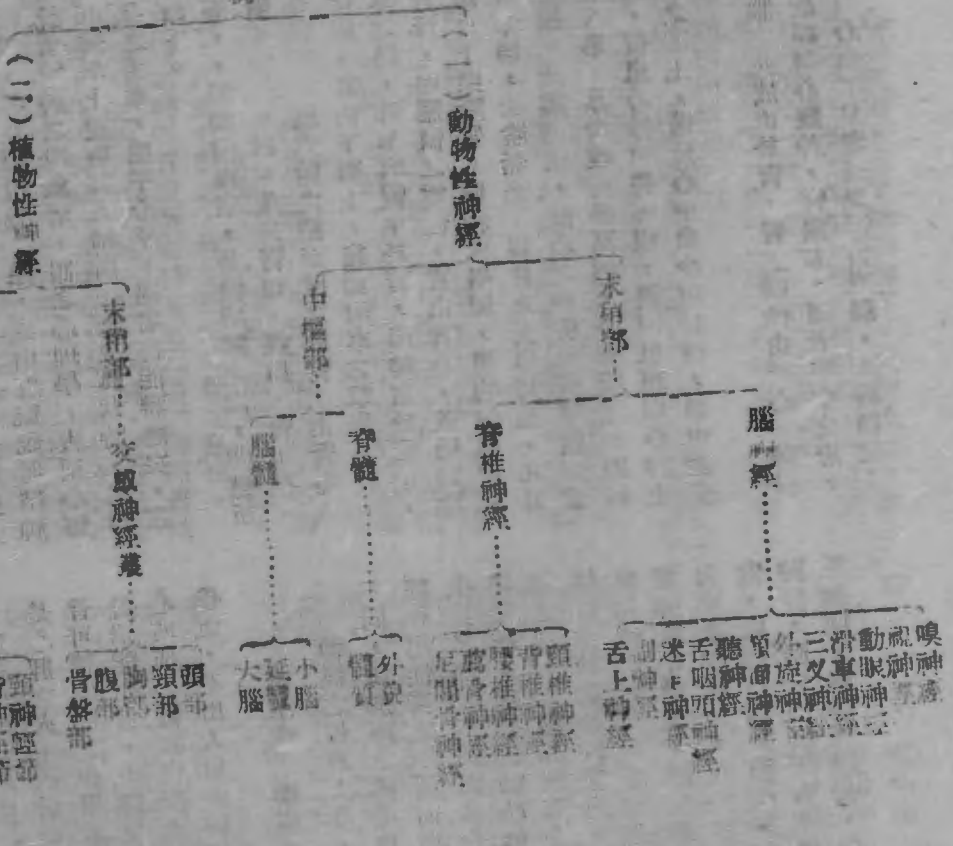 (一)動物性神經
末稍部
腦神經
嗅神經
視神經
動眼神經
滑車神經
三叉神經
外旋神經
顏面神經
聽神經
舌咽頭神經
迷走神經
副神經
舌下神經
脊椎神經
頸椎神經
背椎神經
腰椎神經
薦骨神經
尾閭骨神經
中樞部
脊髓
外皮
髓質
腦髓
小腦
延髓
大腦
(二)植物性神經
末稍部
交感神經叢
頭部
頸部
胸部
腹部
骨盤部
頸神經節